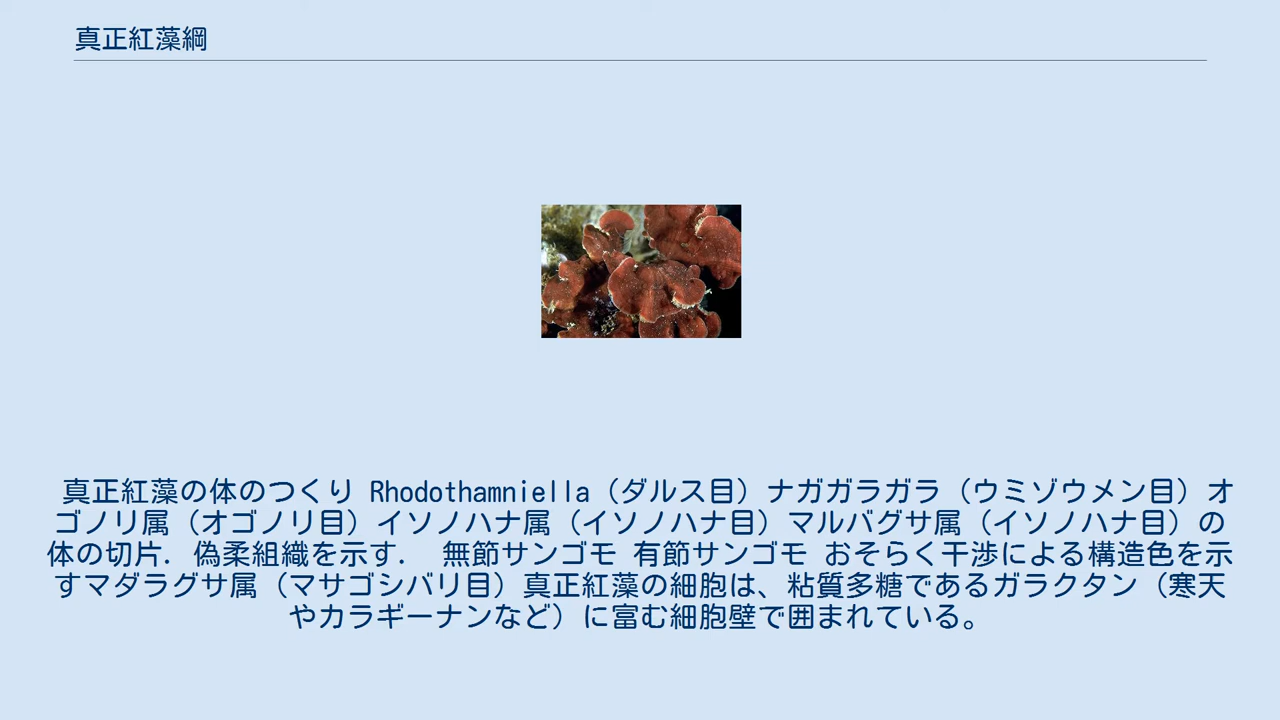 真正紅藻綱
真正紅藻の体のつくり Rhodothamniella（ダルス目）ナガガラガラ（ウミゾウメン目）オ
ゴノリ属（オゴノリ目）イソノハナ属（イソノハナ目）マルバグサ属（イソノハナ目）の
体の切片．偽柔組織を示す． 無節サンゴモ 有節サンゴモ おそらく干渉による構造色を示
すマダラグサ属（マサゴシバリ目）真正紅藻の細胞は、粘質多糖であるガラクタン（寒天
やカラギーナンなど）に富む細胞壁で囲まれている。